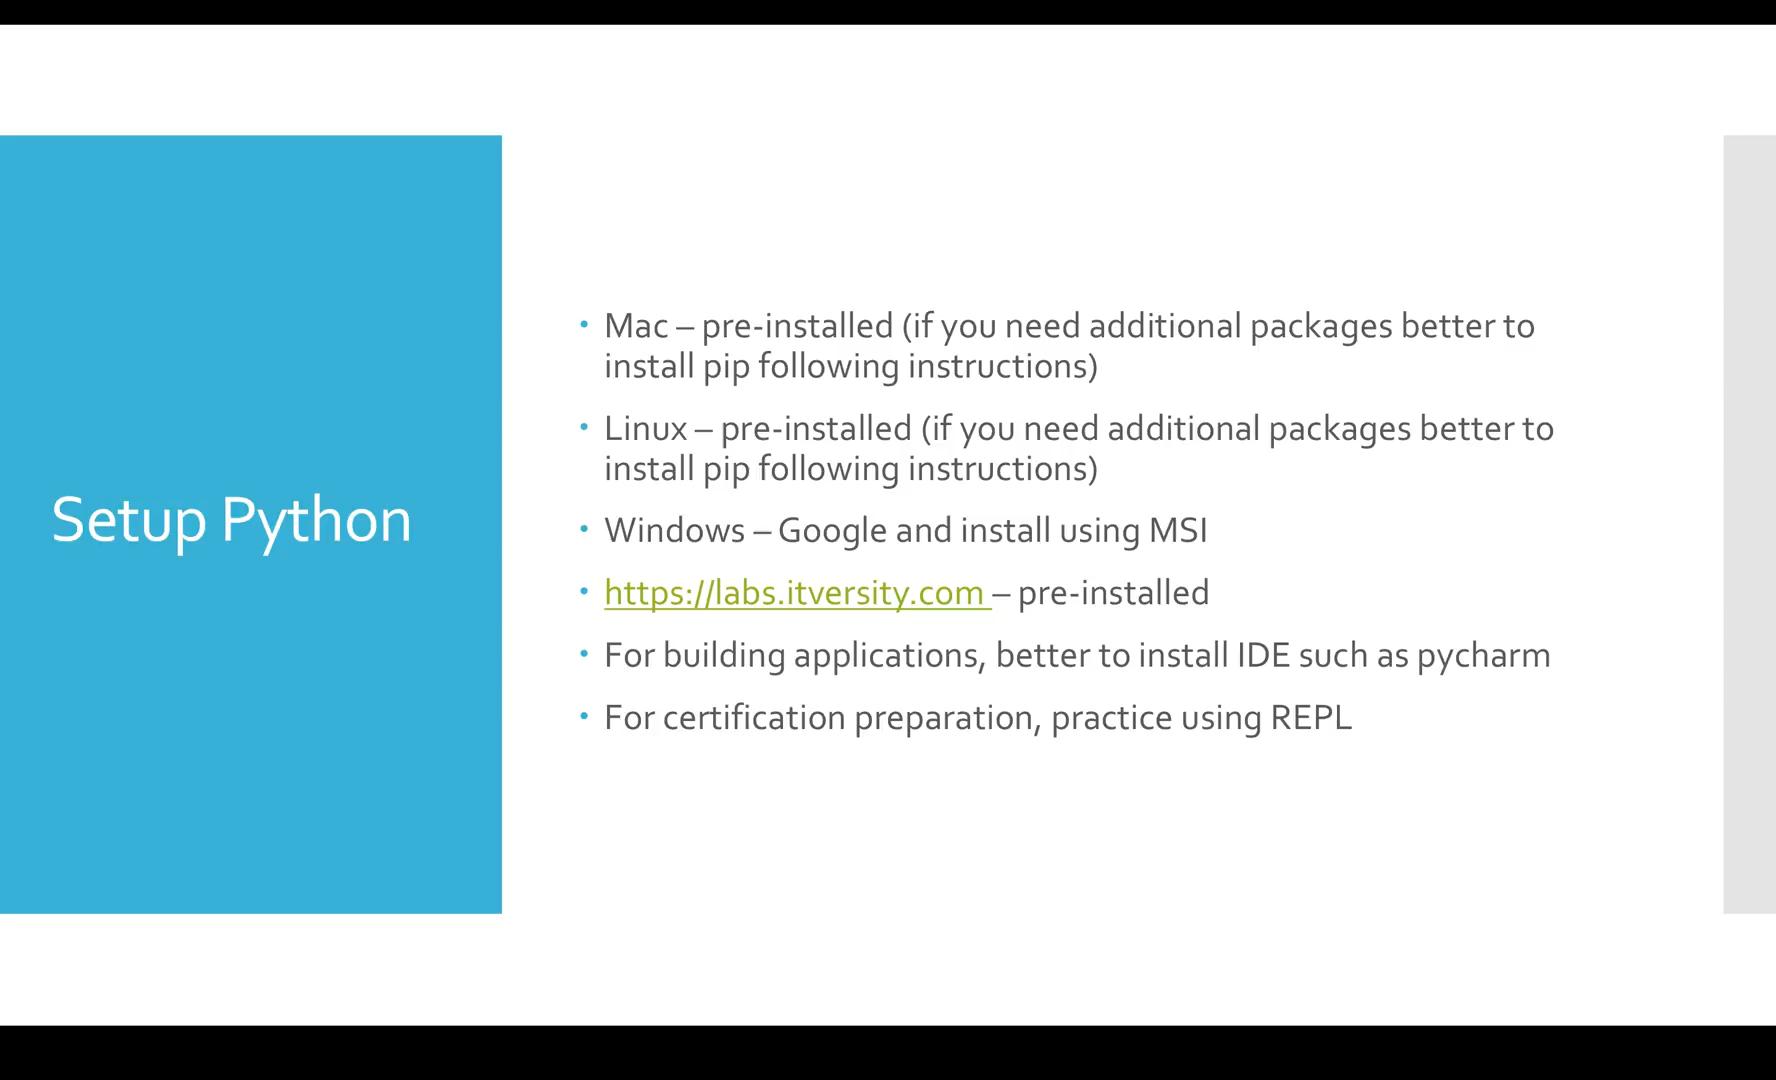 Setup Python
• Mac – pre-installed (if you need additional packages better to
install pip following instructions)
• Linux – pre-installed (if you need additional packages better to
install pip following instructions)
• Windows – Google and install using MSI
• https://labs.itversity.com – pre-installed
• For building applications, better to install IDE such as pycharm
• For certification preparation, practice using REPL